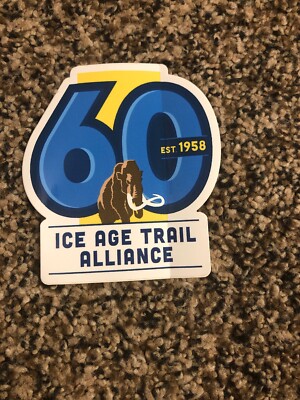 60
EST 1958
ICE AGE TRAIL
ALLIANCE